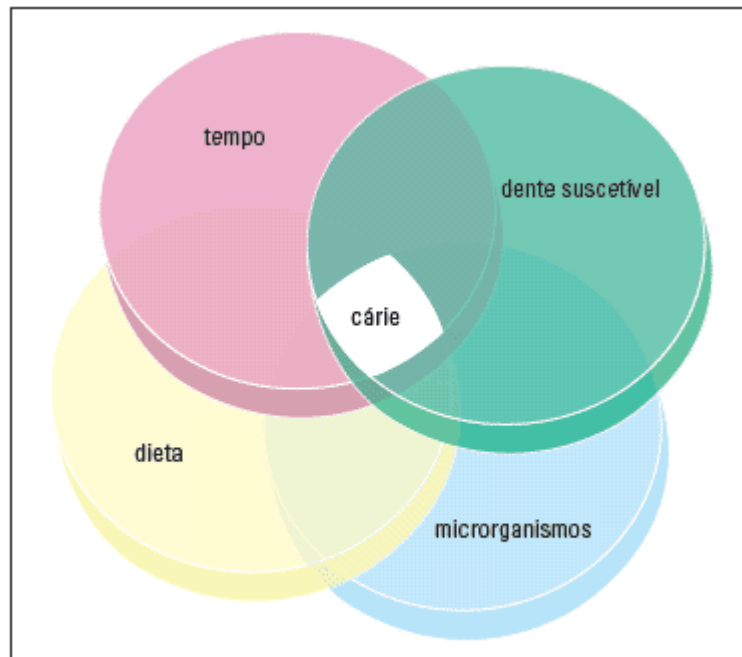 tempo
dente suscetível
cárie
dieta
microrganismos